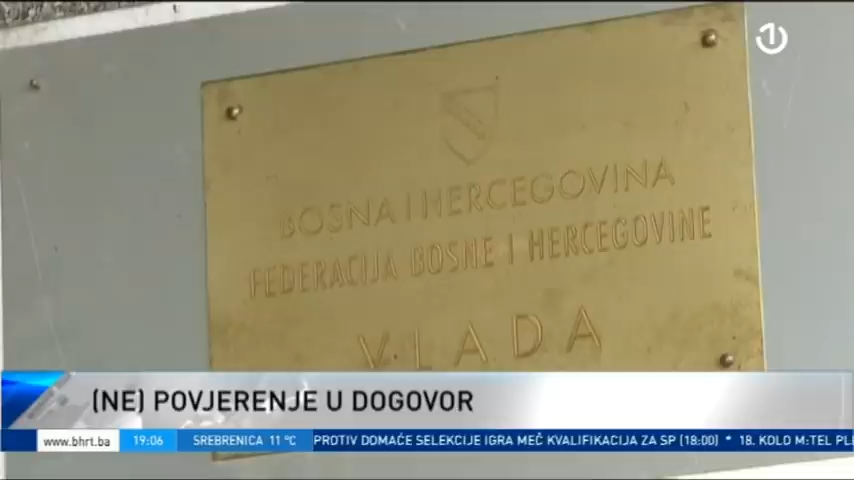 BOSNA I HERCEGOVINA
FEDERACIJA BOSNE I HERCEGOVINE
VLADA
(NE) POVJERENJE U DOGOVOR
www.bhrt.ba 19:06 SREBRENICA 11 °C PROTIV DOMAĆE SELEKCIJE IGRA MEČ KVALIFIKACIJA ZA SP (18:00) * 18. KOLO M:TEL